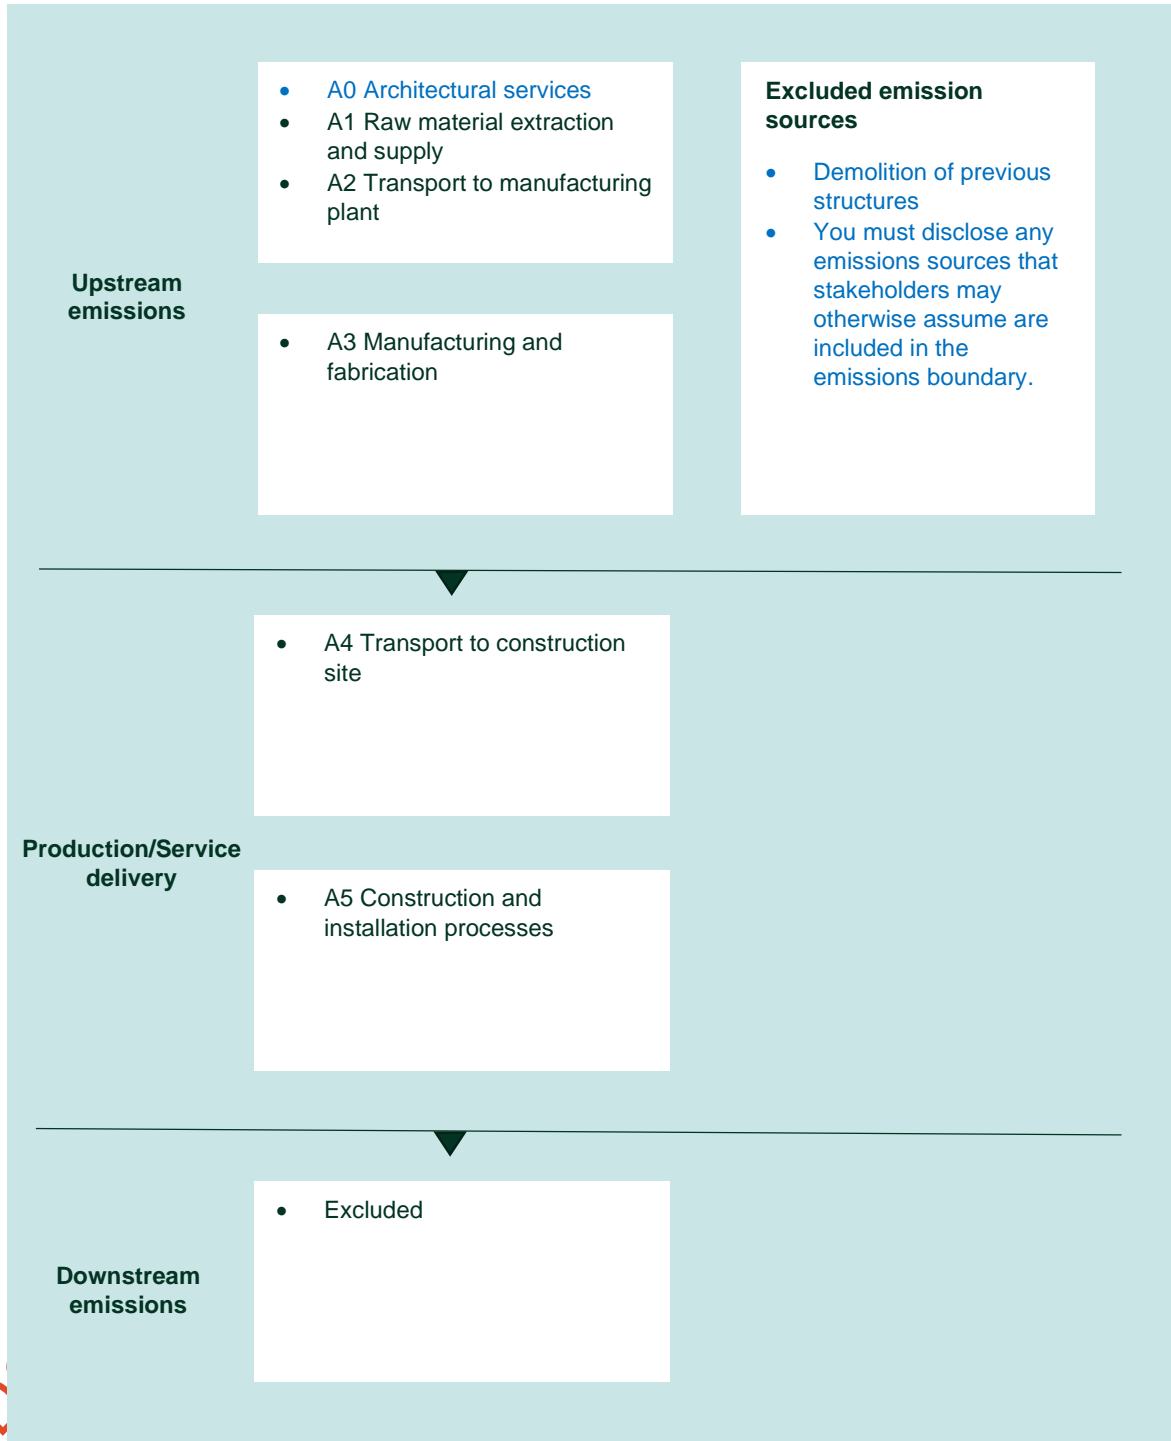 • A0 Architectural services
• A1 Raw material extraction
and supply
• A2 Transport to manufacturing
plant
Excluded emission
sources
• Demolition of previous
structures
• You must disclose any
emissions sources that
stakeholders may
otherwise assume are
included in the
emissions boundary.
Upstream
emissions
• A3 Manufacturing and
fabrication
• A4 Transport to construction
site
Production/Service
delivery
• A5 Construction and
installation processes
• Excluded
Downstream
emissions